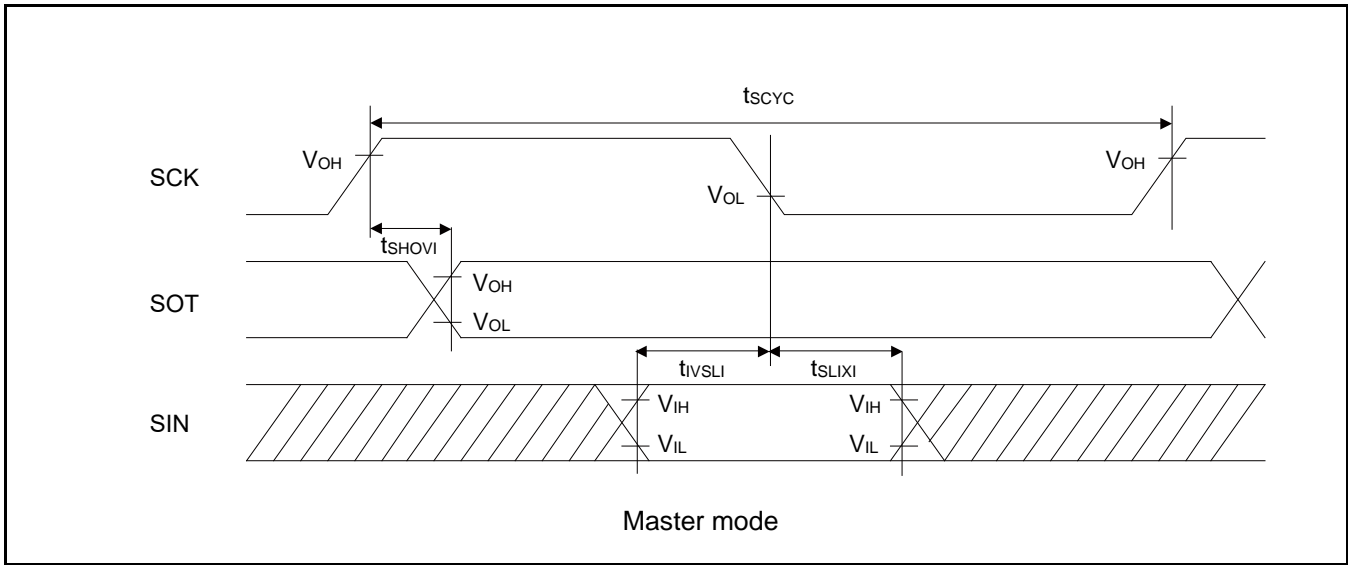 tSCYC
VOH
VOH
SCK
VOL
tSHOVI
VOH
SOT
VOL
tIVSLI
tSLIXI
VIH
VIH
SIN
VIL
VIL
Master mode